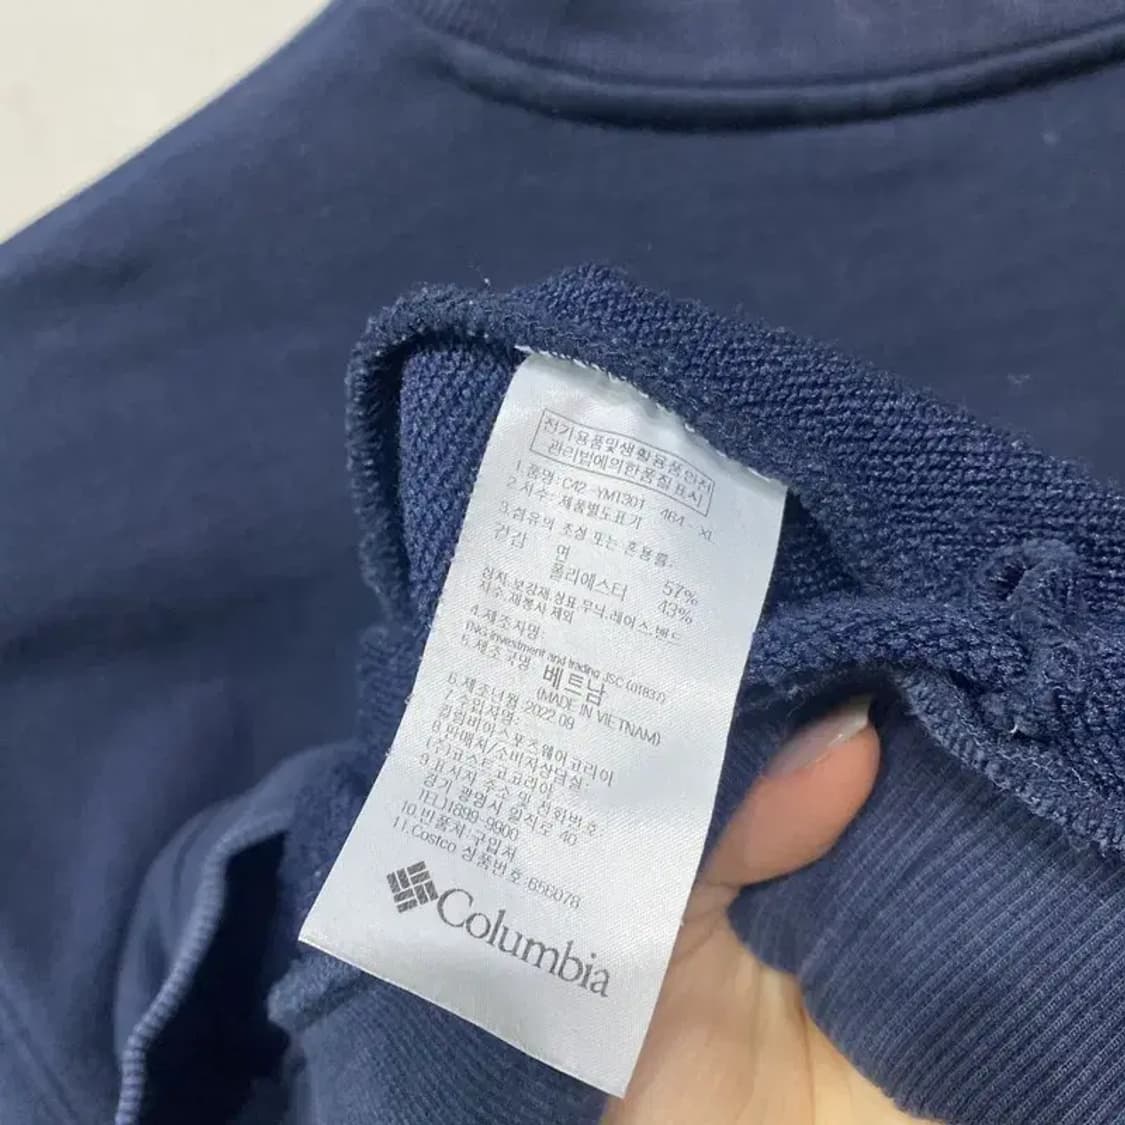 전기용품및생활용품안전
관리법에의한품질표시
1.품명: C42-YM1301 464-XL
2.치수: 제품별도표기
3.섬유의 조성 또는 혼용률:
겉감 면 57%
폴리에스터 43%
심지.보강재.상표.무늬.레이스.밴드
자수.재봉사 제외
4.제조자명:
ING investment and trading JSC (01837)
5.제조국명: 베트남
(MADE IN VIETNAM)
6.제조년월:2022.09
7.수입자명:
컬럼비아스포츠웨어코리아
8.판매처/소비자상담실:
(주)코스트코코리아
9.표시자 주소 및 전화번호:
경기 광명시 일직로 40
TEL)1899-9900
10.반품처:구입처
11.Costco 상품번호:656078
Columbia